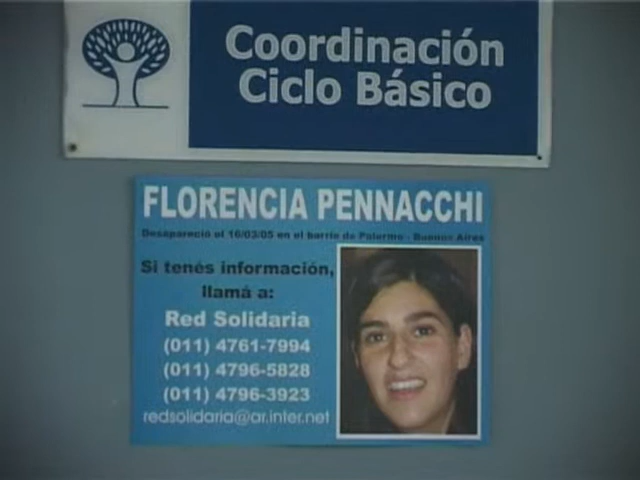 Coordinación
Ciclo Básico
FLORENCIA PENNACCHI
Desapareció el 16/03/05 en el barrio de Palermo - Buenos Aires
Si tenés información,
llamá a:
Red Solidaria
(011) 4761-7994
(011) 4796-5828
(011) 4796-3923
redsolidaria@ar.inter.net